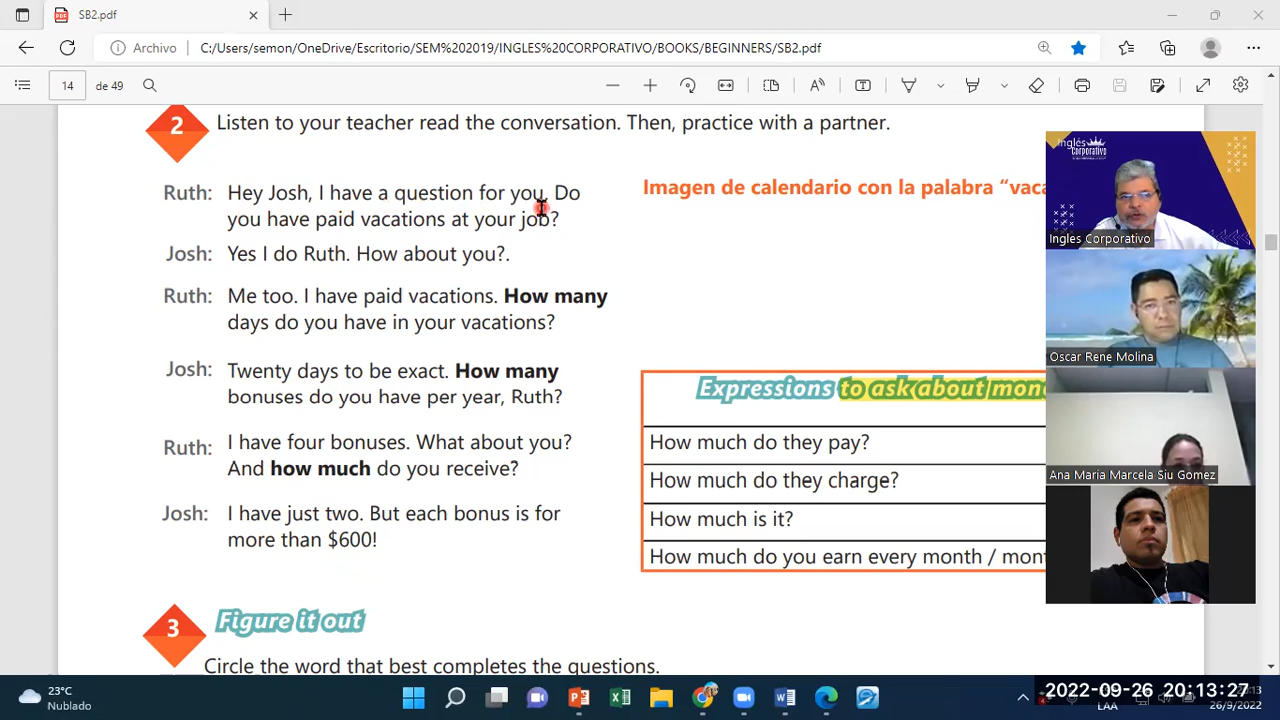 SB2.pdf
Archivo
C:/Users/semon/OneDrive/Escritorio/SEM%202019/INGLES%20CORPORATIVO/BOOKS/BEGINNERS/SB2.pdf
14
de 49
2
Listen to your teacher read the conversation. Then, practice with a partner.
Ruth: Hey Josh, I have a question for you. Do
you have paid vacations at your job?
Josh: Yes I do Ruth. How about you?.
Ruth: Me too. I have paid vacations. How many
days do you have in your vacations?
Josh: Twenty days to be exact. How many
bonuses do you have per year, Ruth?
Ruth: I have four bonuses. What about you?
And how much do you receive?
Josh: I have just two. But each bonus is for
more than $600!
Imagen de calendario con la palabra “vaca
Expressions to ask about mon
How much do they pay?
How much do they charge?
How much is it?
How much do you earn every month / mon
3
Figure it out
Circle the word that best completes the questions.
Inglés
Corporativo
Ingles Corporativo
Oscar Rene Molina
Ana Maria Marcela Siu Gomez
23°C
Nublado
2022-09-26 20:13:27
LAA
26/9/2022